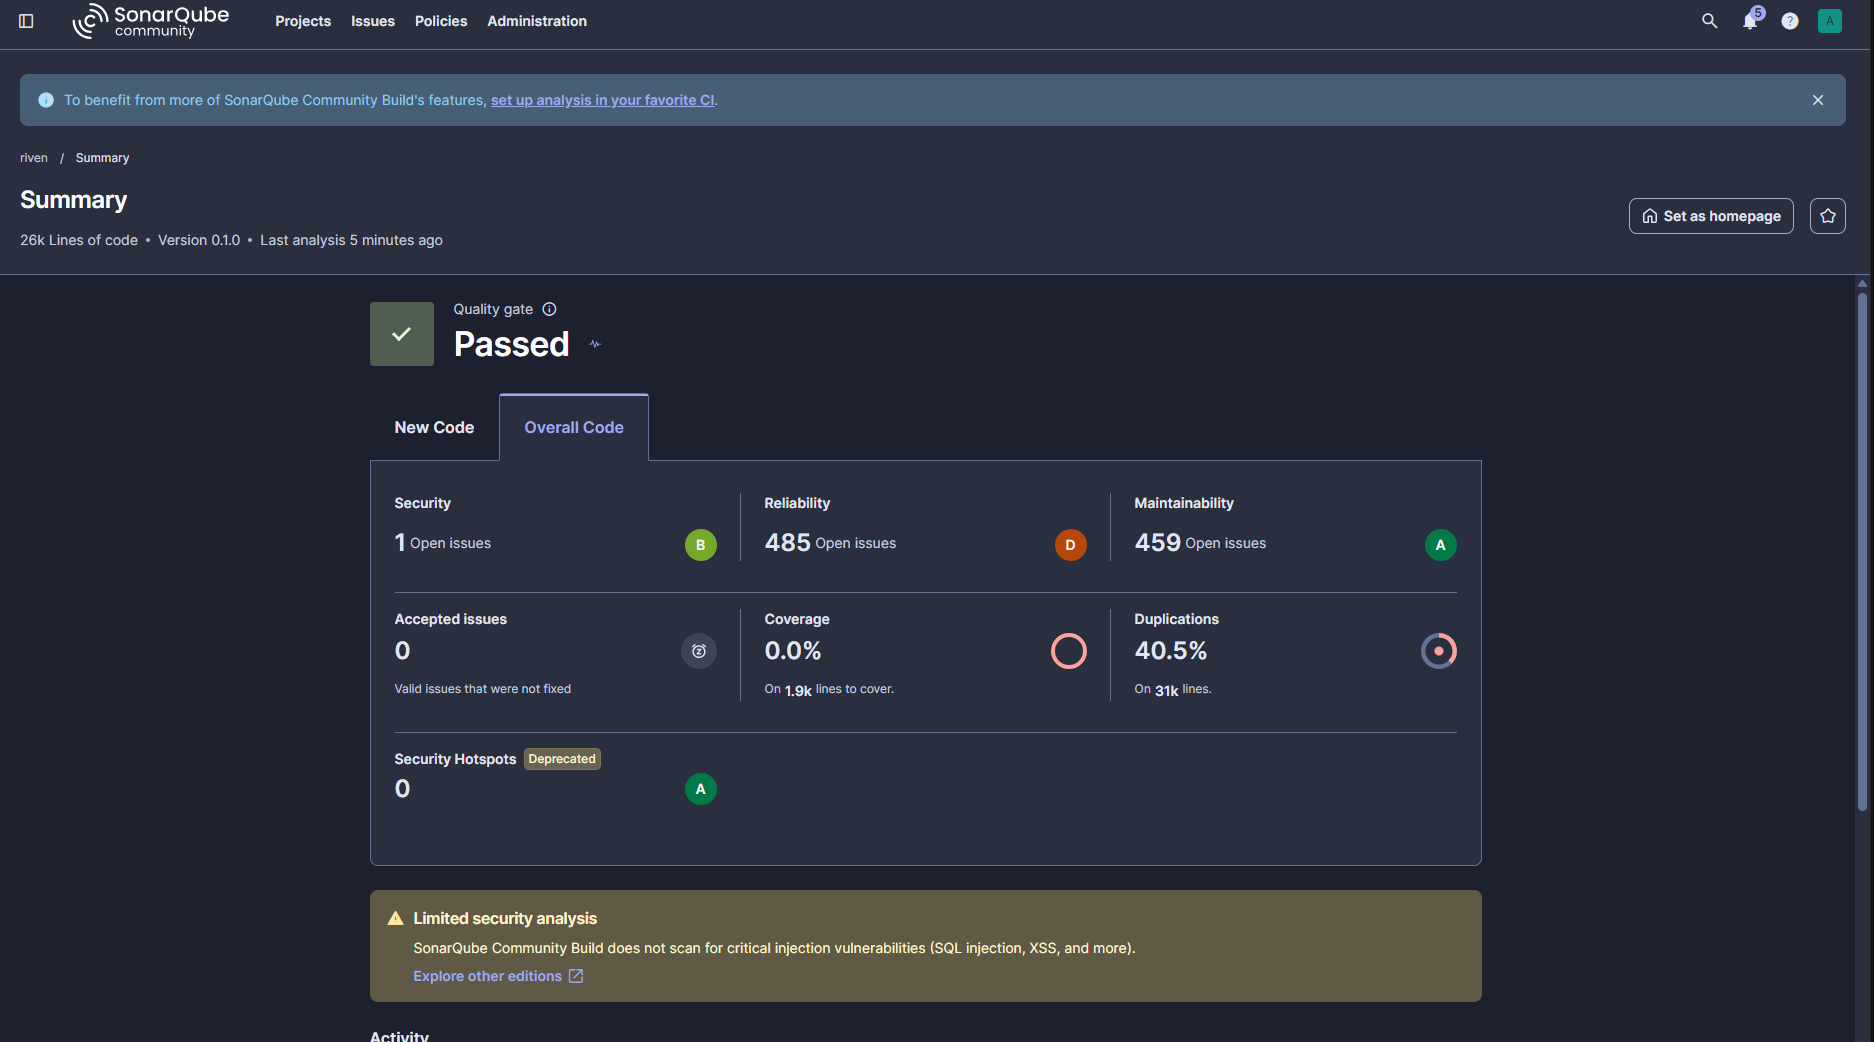 SonarQube
community
Projects Issues Policies Administration
5
?
A
To benefit from more of SonarQube Community Build's features, set up analysis in your favorite CI.
riven / Summary
Summary
26k Lines of code • Version 0.1.0 • Last analysis 5 minutes ago
Set as homepage
Quality gate
Passed
New Code
Overall Code
Security
1 Open issues
B
Reliability
485 Open issues
D
Maintainability
459 Open issues
A
Accepted issues
0
Valid issues that were not fixed
Coverage
0.0%
On 1.9k lines to cover.
Duplications
40.5%
On 31k lines.
Security Hotspots Deprecated
0
A
Limited security analysis
SonarQube Community Build does not scan for critical injection vulnerabilities (SQL injection, XSS, and more).
Explore other editions
Activity